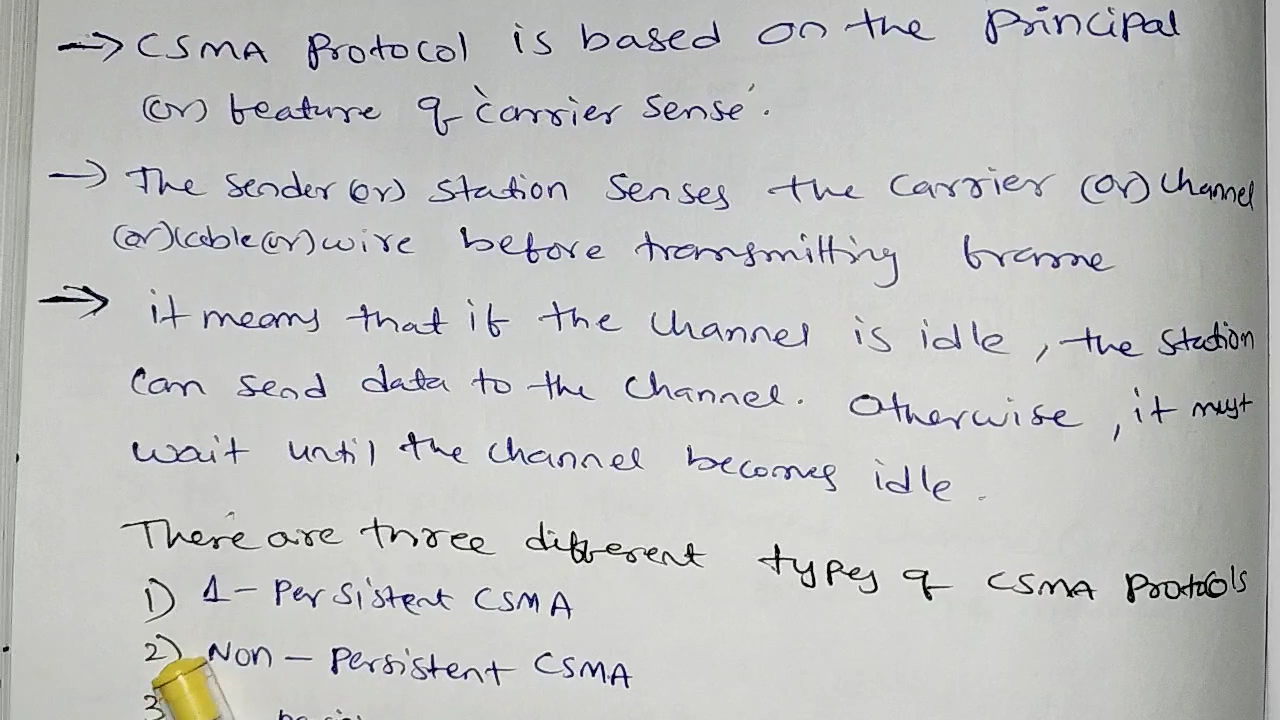 → CSMA Protocol is based on the Principal
(or) feature of 'carrier sense'.
→ The sender (or) station senses the carrier (or) channel
(or) cable (or) wire before transmitting frame
→ it means that if the channel is idle, the station
can send data to the channel. Otherwise, it must
wait until the channel becomes idle.
There are three different types of CSMA Protocols
1) 1-Persistent CSMA
2) Non-Persistent CSMA
3